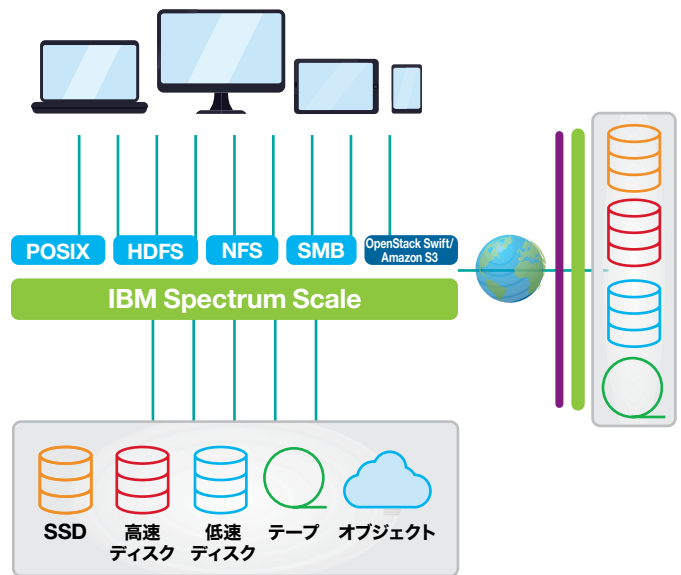 POSIX
HDFS
NFS
SMB
OpenStack Swift/
Amazon S3
IBM Spectrum Scale
SSD
高速
ディスク
低速
ディスク
テープ
オブジェクト